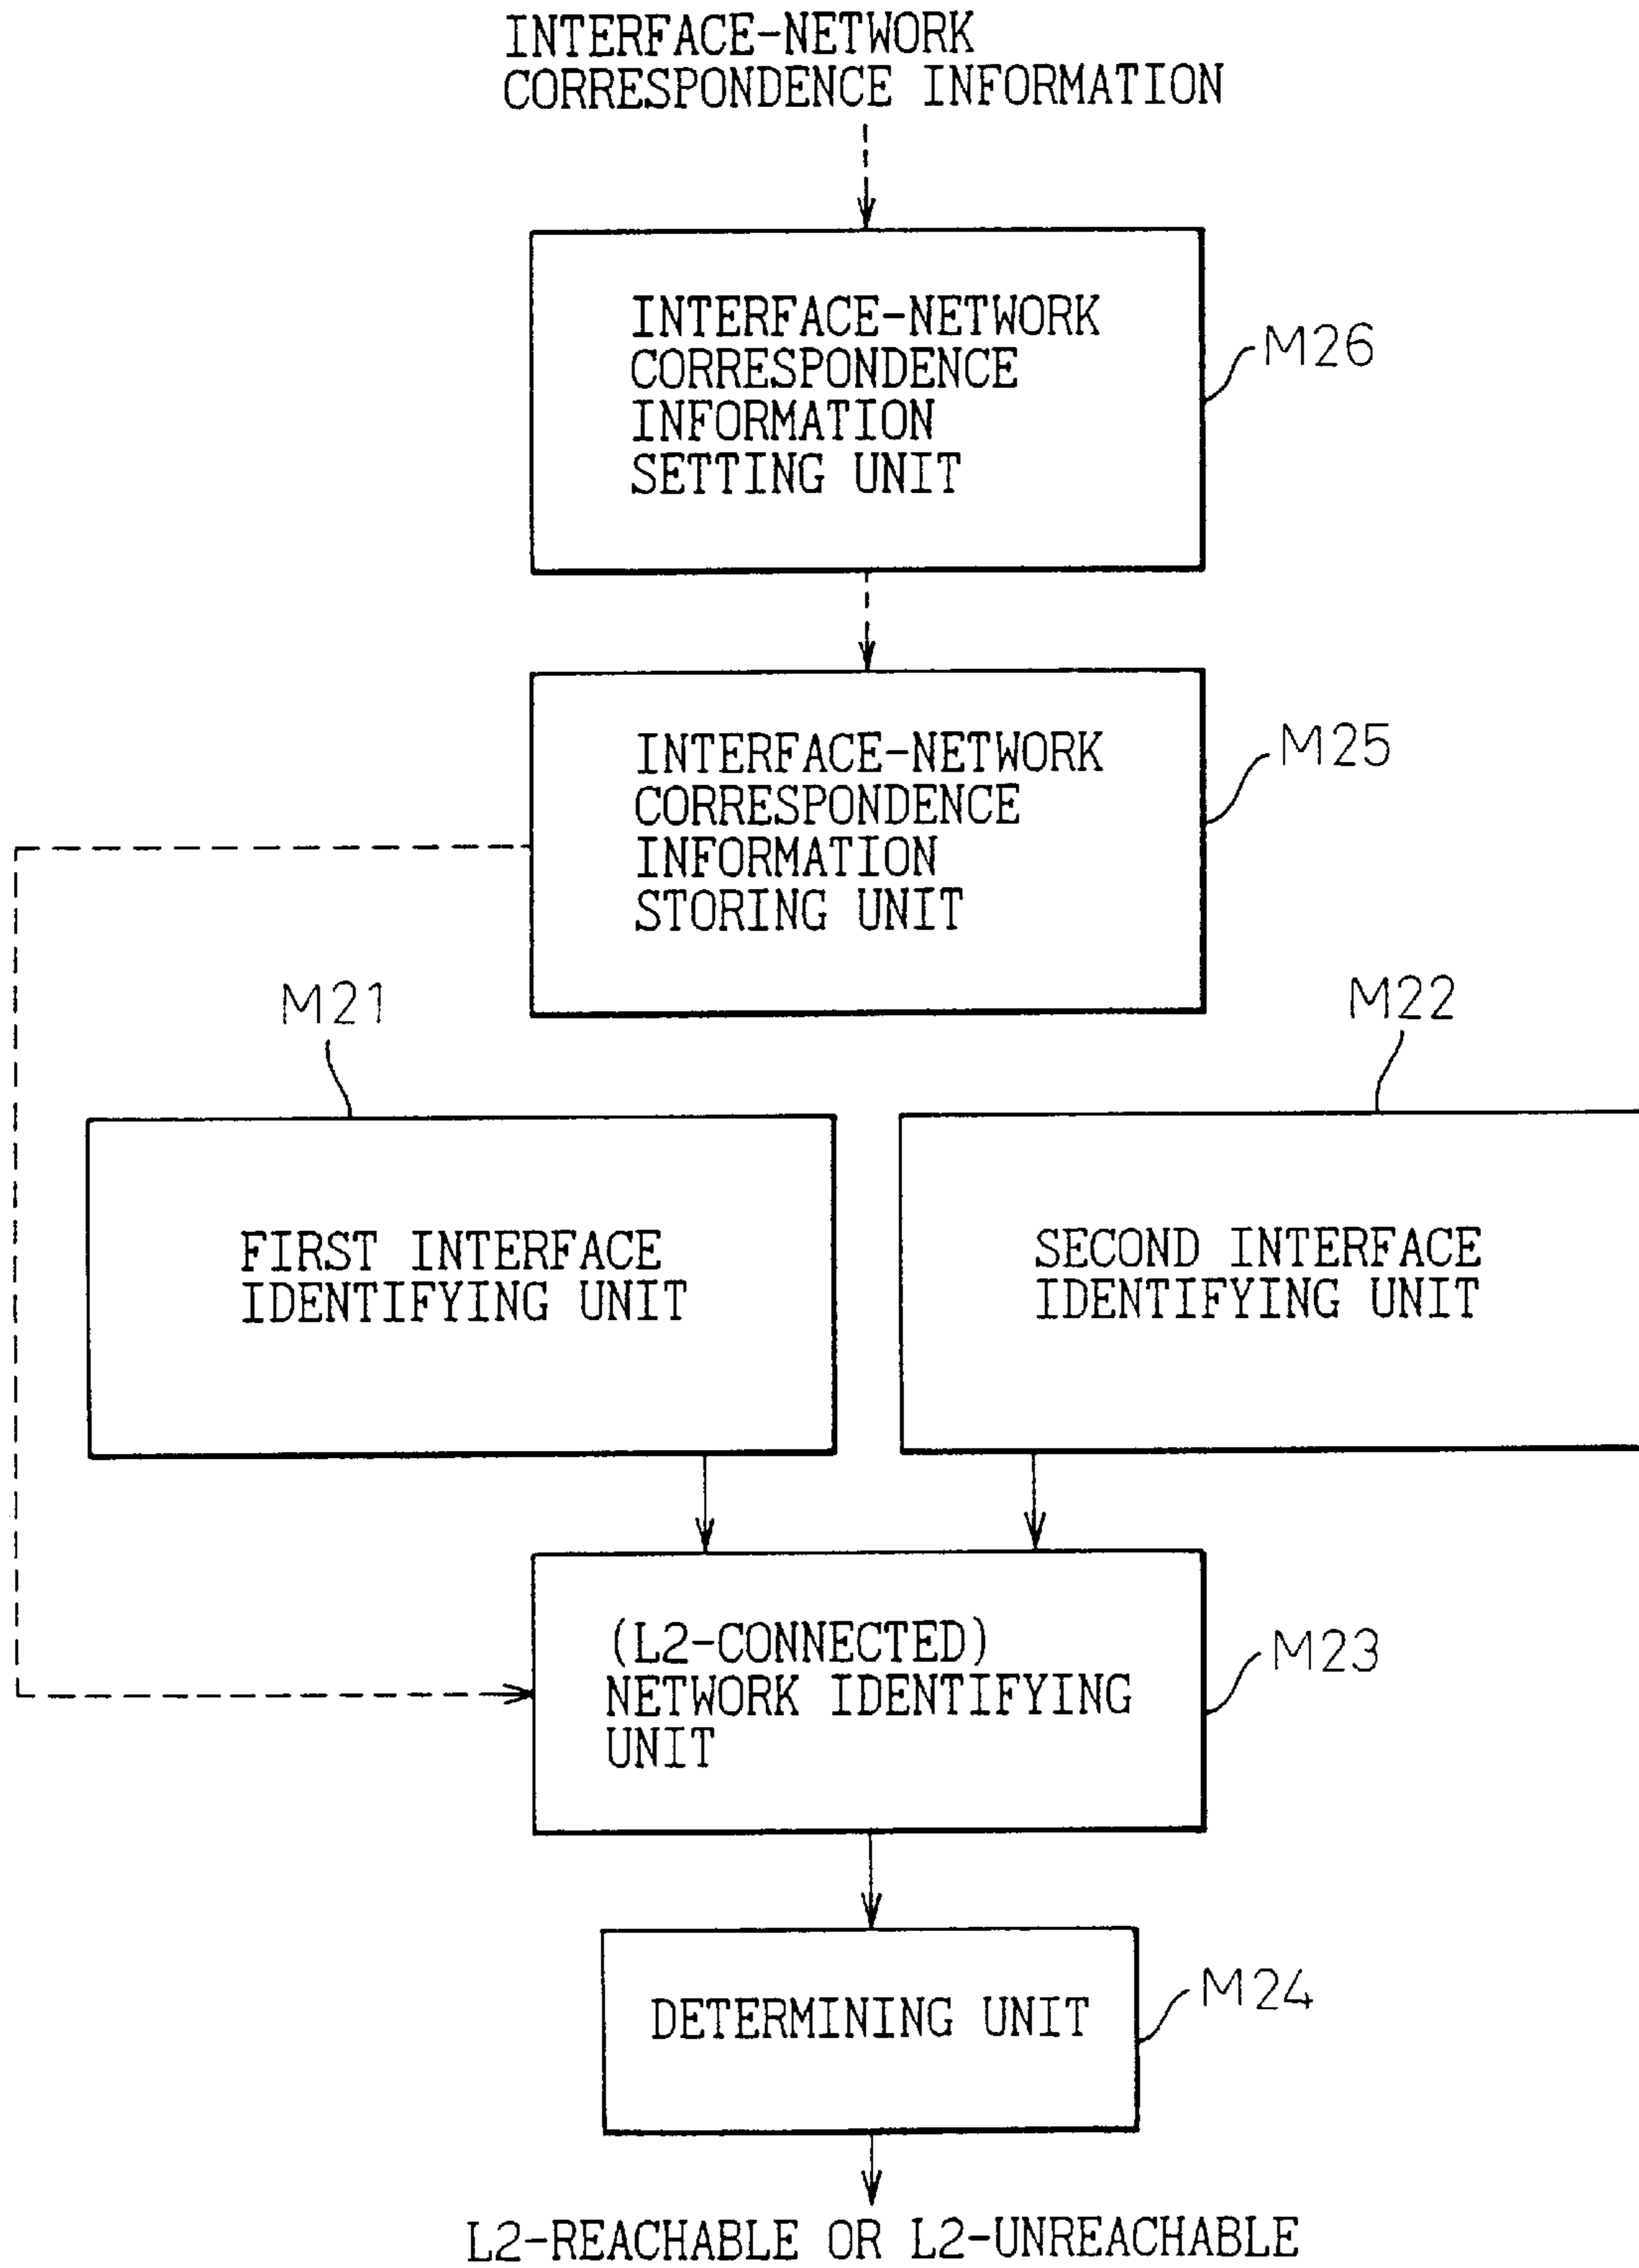 INTERFACE-NETWORK
CORRESPONDENCE INFORMATION
INTERFACE-NETWORK
CORRESPONDENCE
INFORMATION
SETTING UNIT
M26
INTERFACE-NETWORK
CORRESPONDENCE
INFORMATION
STORING UNIT
M25
M21
M22
FIRST INTERFACE
IDENTIFYING UNIT
SECOND INTERFACE
IDENTIFYING UNIT
(L2-CONNECTED)
NETWORK IDENTIFYING
UNIT
M23
DETERMINING UNIT
M24
L2-REACHABLE OR L2-UNREACHABLE